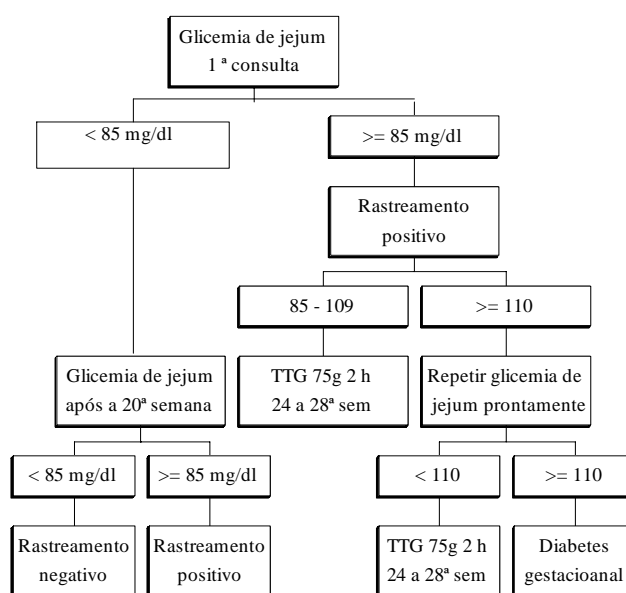 Glicemia de jejum
1 ª consulta
< 85 mg/dl
>= 85 mg/dl
Rastreamento
positivo
85 - 109
>= 110
Glicemia de jejum
após a 20ª semana
TTG 75g 2 h
24 a 28ª sem
Repetir glicemia de
jejum prontamente
< 85 mg/dl
>= 85 mg/dl
< 110
>= 110
Rastreamento
negativo
Rastreamento
positivo
TTG 75g 2 h
24 a 28ª sem
Diabetes
gestacioanal